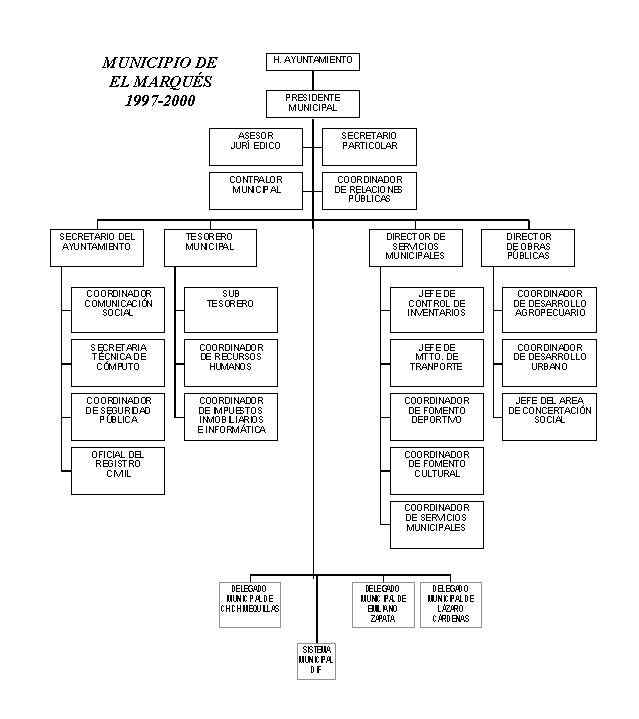 MUNICIPIO DE
EL MARQUÉS
1997-2000
H. AYUNTAMIENTO
PRESIDENTE
MUNICIPAL
ASESOR
JURÍ EDICO
SECRETARIO
PARTICOLAR
CONTRALOR
MUNICIPAL
COORDINADOR
DE RELACIONES
PÚBLICAS
SECRETARIO DEL
AYUNTAMIENTO
TESORERO
MUNICIPAL
DIRECTOR DE
SERVICIOS
MUNICIPALES
DIRECTOR
DE OBRAS
PÚBLICAS
COORDINADOR
COMUNICACIÓN
SOCIAL
SUB
TESORERO
JEFE DE
CONTROL DE
INVENTARIOS
COORDINADOR
DE DESARROLLO
AGROPECUARIO
SECRETARIA
TÉCNICA DE
CÓMPUTO
COORDINADOR
DE RECURSOS
HUMANOS
JEFE DE
MTTO. DE
TRANPORTE
COORDINADOR
DE DESARROLLO
URBANO
COORDINADOR
DE SEGURIDAD
PÚBLICA
COORDINADOR
DE IMPUESTOS
INMOBILIARIOS
E INFORMÁTICA
COORDINADOR
DE FOMENTO
DEPORTIVO
JEFE DEL AREA
DE CONCERTACIÓN
SOCIAL
OFICIAL DEL
REGISTRO
CIVIL
COORDINADOR
DE FOMENTO
CULTURAL
COORDINADOR
DE SERVICIOS
MUNICIPALES
DELEGADO
MUNICIPAL DE
CHCHIMEQUILLAS
DELEGADO
MUNICIPAL DE
EMILIANO
ZAPATA
DELEGADO
MUNICIPAL DE
LÁZARO
CÁRDENAS
SISTEMA
MUNICIPAL
DIF